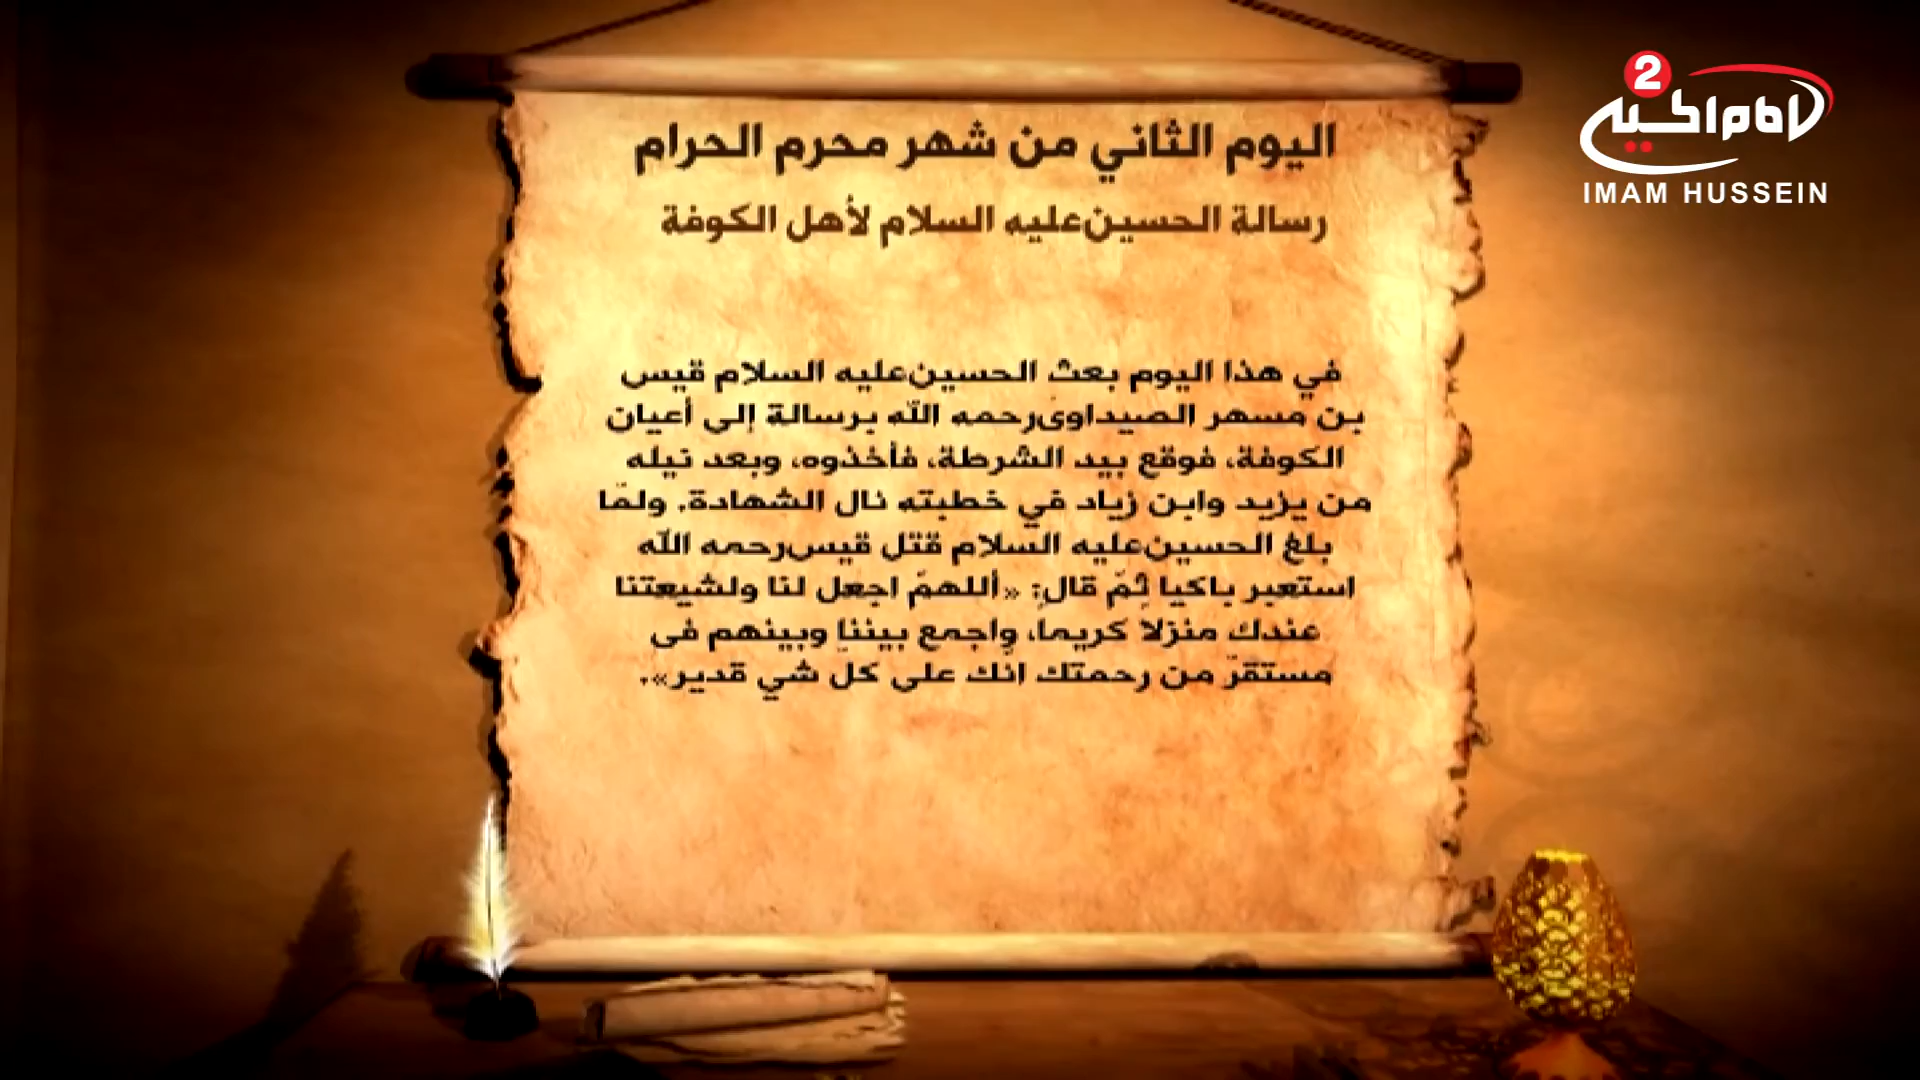 اليوم الثاني من شهر محرم الحرام
رسالة الحسين عليه السلام لأهل الكوفة
في هذا اليوم بعث الحسين عليه السلام قيس
بن مسهر الصيداوى رحمه الله برسالة إلى أعيان
الكوفة، فوقع بيد الشرطة، فأخذوه، وبعد نيله
من يزيد وابن زياد في خطبته نال الشهادة. ولمّا
بلغ الحسين عليه السلام قتل قيس رحمه الله
استعبر باكيا ثُمّ قال: «أللهمّ اجعل لنا ولشيعتنا
عندك منزلا كريما، واجمع بيننا وبينهم فى
مستقرّ من رحمتك انك على كل شي قدير».
2
IMAM HUSSEIN